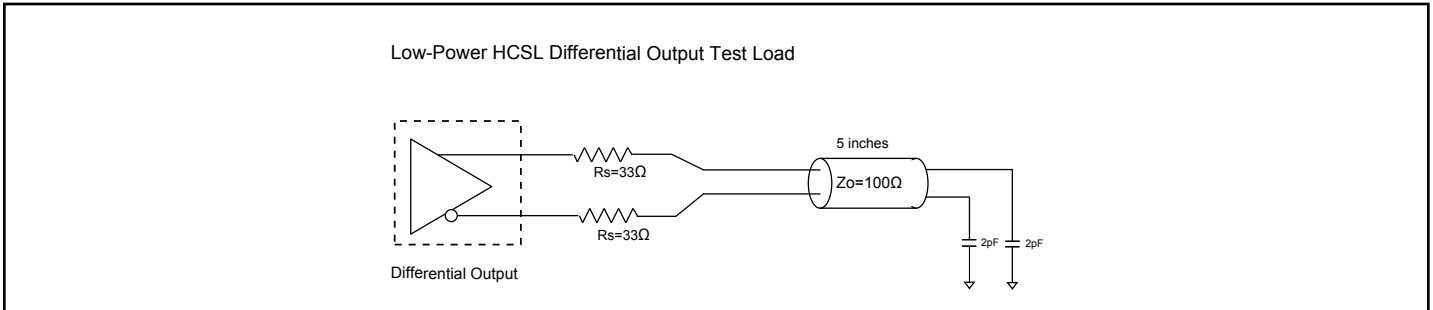 Low-Power HCSL Differential Output Test Load
5 inches
Rs=33Ω
Zo=100Ω
Rs=33Ω
2pF
2pF
Differential Output